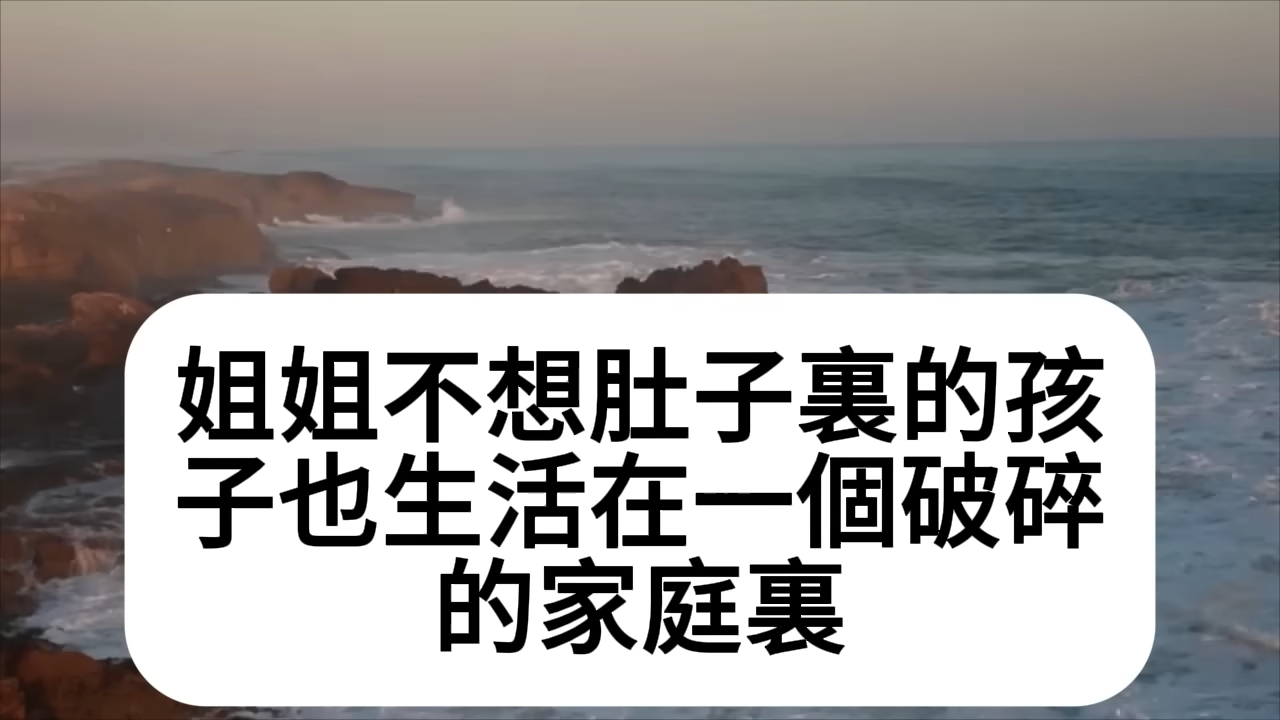 姐姐不想肚子裏的孩
子也生活在一個破碎
的家庭裏